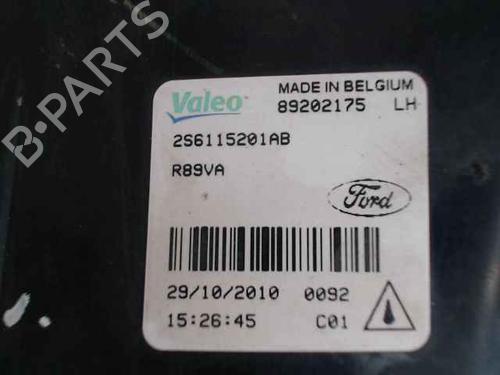 B-PARTS
Valeo
MADE IN BELGIUM
89202175 LH
2S6115201AB
R89VA
Ford
29/10/2010 0092
15:26:45 C01